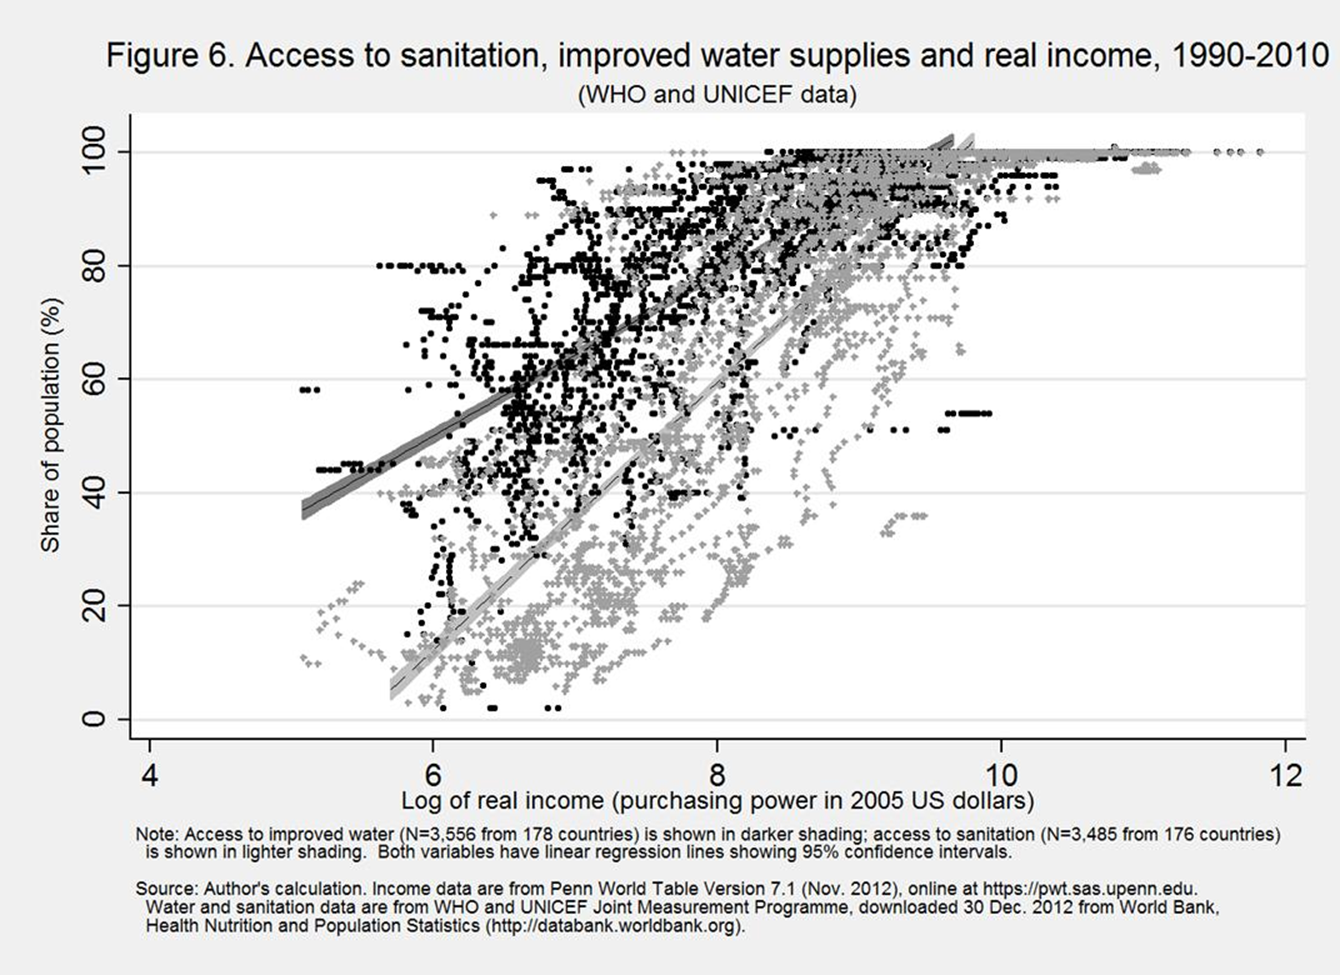 Figure 6. Access to sanitation, improved water supplies and real income, 1990-2010
(WHO and UNICEF data)
Share of population (%)
100
80
60
40
20
0
4 6 8 10 12
Log of real income (purchasing power in 2005 US dollars)
Note: Access to improved water (N=3,556 from 178 countries) is shown in darker shading; access to sanitation (N=3,485 from 176 countries)
is shown in lighter shading.  Both variables have linear regression lines showing 95% confidence intervals.
Source: Author's calculation. Income data are from Penn World Table Version 7.1 (Nov. 2012), online at https://pwt.sas.upenn.edu.
Water and sanitation data are from WHO and UNICEF Joint Measurement Programme, downloaded 30 Dec. 2012 from World Bank,
Health Nutrition and Population Statistics (http://databank.worldbank.org).